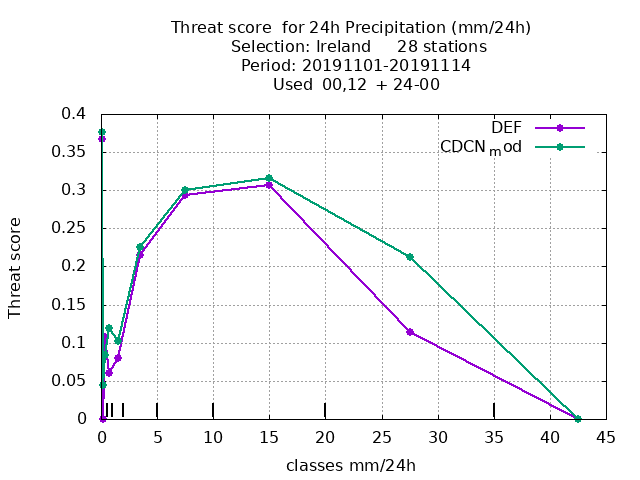 Threat score  for 24h Precipitation (mm/24h)
Selection: Ireland     28 stations
Period: 20191101-20191114
Used  00,12  + 24-00
DEF
CDCNmod
0.4
0.35
0.3
0.25
0.2
0.15
0.1
0.05
0
Threat score
0 5 10 15 20 25 30 35 40 45
classes mm/24h